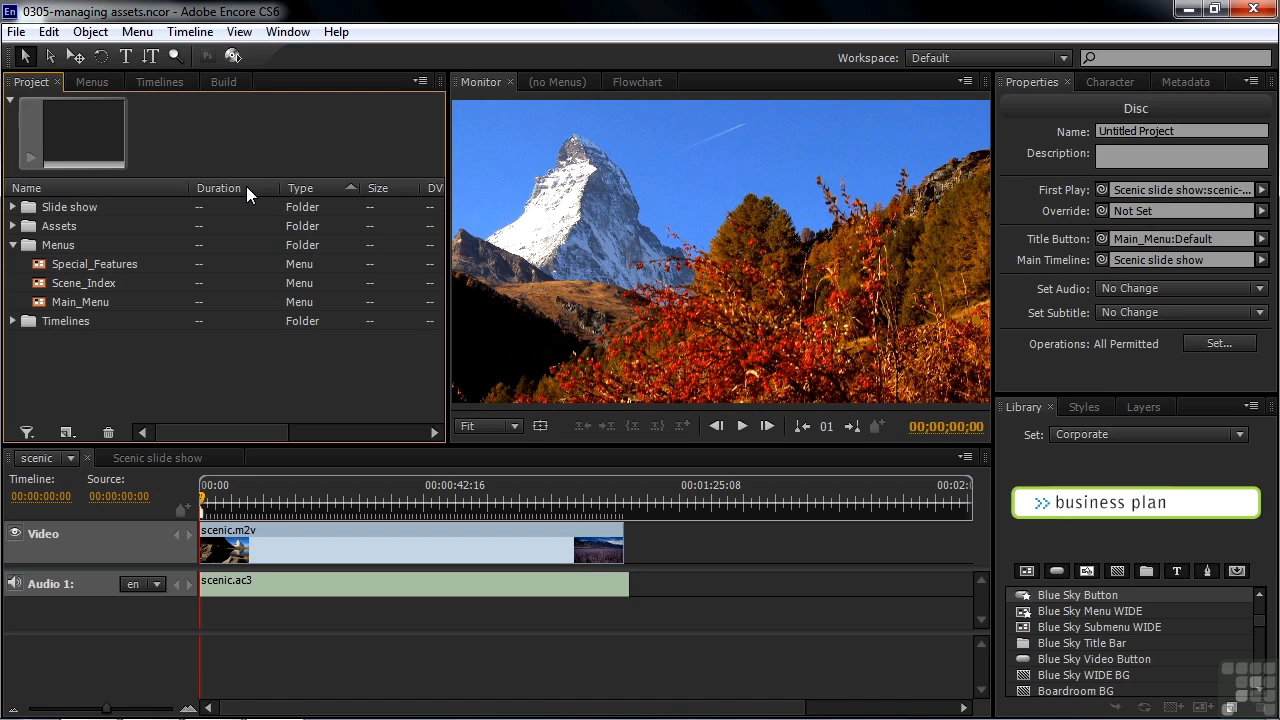 En 0305-managing assets.ncor - Adobe Encore CS6
File Edit Object Menu Timeline View Window Help
Workspace: Default
Project Menus Timelines Build
Name Duration Type Size DV
Slide show -- Folder -- --
Assets -- Folder -- --
Menus -- Folder -- --
Special_Features -- Menu -- --
Scene_Index -- Menu -- --
Main_Menu -- Menu -- --
Timelines -- Folder -- --
Monitor (no Menus) Flowchart
Fit 01 00;00;00;00
Properties Character Metadata
Disc
Name: Untitled Project
Description:
First Play: Scenic slide show:scenic-...
Override: Not Set
Title Button: Main_Menu:Default
Main Timeline: Scenic slide show
Set Audio: No Change
Set Subtitle: No Change
Operations: All Permitted Set...
Library Styles Layers
Set: Corporate
>> business plan
T
Blue Sky Button
Blue Sky Menu WIDE
Blue Sky Submenu WIDE
Blue Sky Title Bar
Blue Sky Video Button
Blue Sky WIDE BG
Boardroom BG
scenic Scenic slide show
Timeline: Source:
00:00:00:00 00:00:00:00
00:00 00:00:42:16 00:01:25:08 00:02:0
Video scenic.m2v
Audio 1: en scenic.ac3